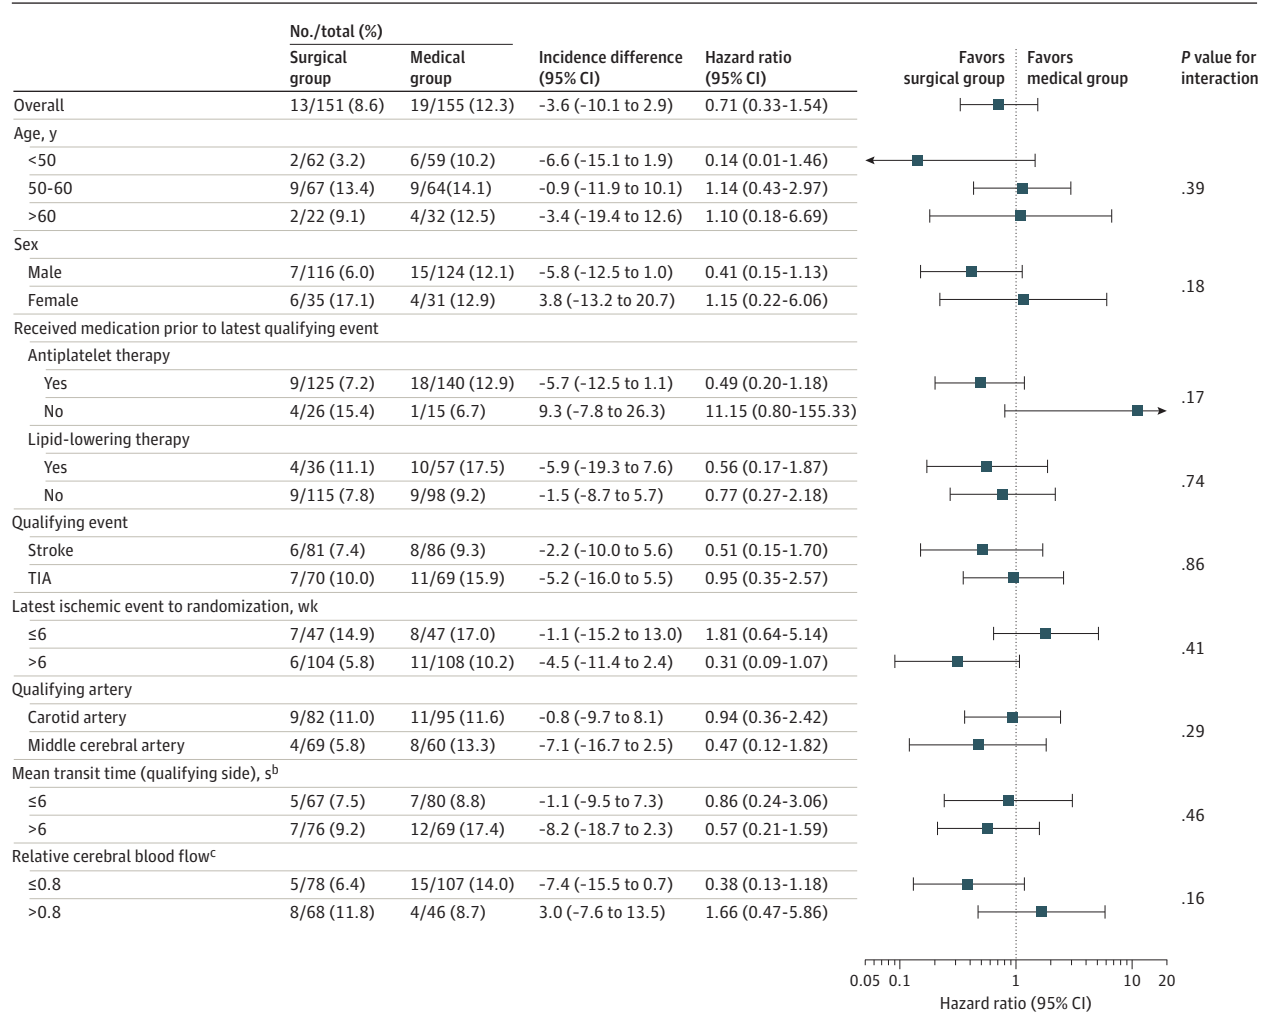 No./total (%)
Surgical group Medical group Incidence difference (95% CI) Hazard ratio (95% CI) Favors surgical group Favors medical group P value for interaction
Overall 13/151 (8.6) 19/155 (12.3) -3.6 (-10.1 to 2.9) 0.71 (0.33-1.54)
Age, y
<50 2/62 (3.2) 6/59 (10.2) -6.6 (-15.1 to 1.9) 0.14 (0.01-1.46)
50-60 9/67 (13.4) 9/64(14.1) -0.9 (-11.9 to 10.1) 1.14 (0.43-2.97) .39
>60 2/22 (9.1) 4/32 (12.5) -3.4 (-19.4 to 12.6) 1.10 (0.18-6.69)
Sex
Male 7/116 (6.0) 15/124 (12.1) -5.8 (-12.5 to 1.0) 0.41 (0.15-1.13)
.18
Female 6/35 (17.1) 4/31 (12.9) 3.8 (-13.2 to 20.7) 1.15 (0.22-6.06)
Received medication prior to latest qualifying event
Antiplatelet therapy
Yes 9/125 (7.2) 18/140 (12.9) -5.7 (-12.5 to 1.1) 0.49 (0.20-1.18)
.17
No 4/26 (15.4) 1/15 (6.7) 9.3 (-7.8 to 26.3) 11.15 (0.80-155.33)
Lipid-lowering therapy
Yes 4/36 (11.1) 10/57 (17.5) -5.9 (-19.3 to 7.6) 0.56 (0.17-1.87)
.74
No 9/115 (7.8) 9/98 (9.2) -1.5 (-8.7 to 5.7) 0.77 (0.27-2.18)
Qualifying event
Stroke 6/81 (7.4) 8/86 (9.3) -2.2 (-10.0 to 5.6) 0.51 (0.15-1.70)
.86
TIA 7/70 (10.0) 11/69 (15.9) -5.2 (-16.0 to 5.5) 0.95 (0.35-2.57)
Latest ischemic event to randomization, wk
≤6 7/47 (14.9) 8/47 (17.0) -1.1 (-15.2 to 13.0) 1.81 (0.64-5.14)
.41
>6 6/104 (5.8) 11/108 (10.2) -4.5 (-11.4 to 2.4) 0.31 (0.09-1.07)
Qualifying artery
Carotid artery 9/82 (11.0) 11/95 (11.6) -0.8 (-9.7 to 8.1) 0.94 (0.36-2.42)
.29
Middle cerebral artery 4/69 (5.8) 8/60 (13.3) -7.1 (-16.7 to 2.5) 0.47 (0.12-1.82)
Mean transit time (qualifying side), sᵇ
≤6 5/67 (7.5) 7/80 (8.8) -1.1 (-9.5 to 7.3) 0.86 (0.24-3.06)
.46
>6 7/76 (9.2) 12/69 (17.4) -8.2 (-18.7 to 2.3) 0.57 (0.21-1.59)
Relative cerebral blood flowᶜ
≤0.8 5/78 (6.4) 15/107 (14.0) -7.4 (-15.5 to 0.7) 0.38 (0.13-1.18)
.16
>0.8 8/68 (11.8) 4/46 (8.7) 3.0 (-7.6 to 13.5) 1.66 (0.47-5.86)
0.05 0.1 1 10 20
Hazard ratio (95% CI)